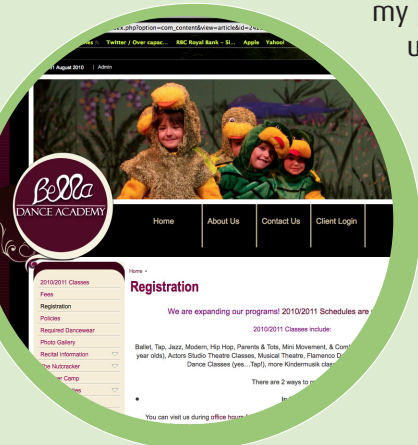 my
u
ex.php?option=com_content&view=article&id=24
Twitter / Over capac... RBC Royal Bank – Si... Apple Yahoo!
August 2010 | Admin
Bella
DANCE ACADEMY
Home About Us Contact Us Client Login
Home
2010/2011 Classes
Fees
Registration
Policies
Required Dancewear
Photo Gallery
Recital Information
The Nutcracker
Camp
Registration
We are expanding our programs! 2010/2011 Schedules are
2010/2011 Classes include:
Ballet, Tap, Jazz, Modern, Hip Hop, Parents & Tots, Mini Movement, & Com
year olds), Actors Studio Theatre Classes, Musical Theatre, Flamenco D
Dance Classes (yes...Tap!), more Kindermusik clas
There are 2 ways to
In
You can visit us during office hours